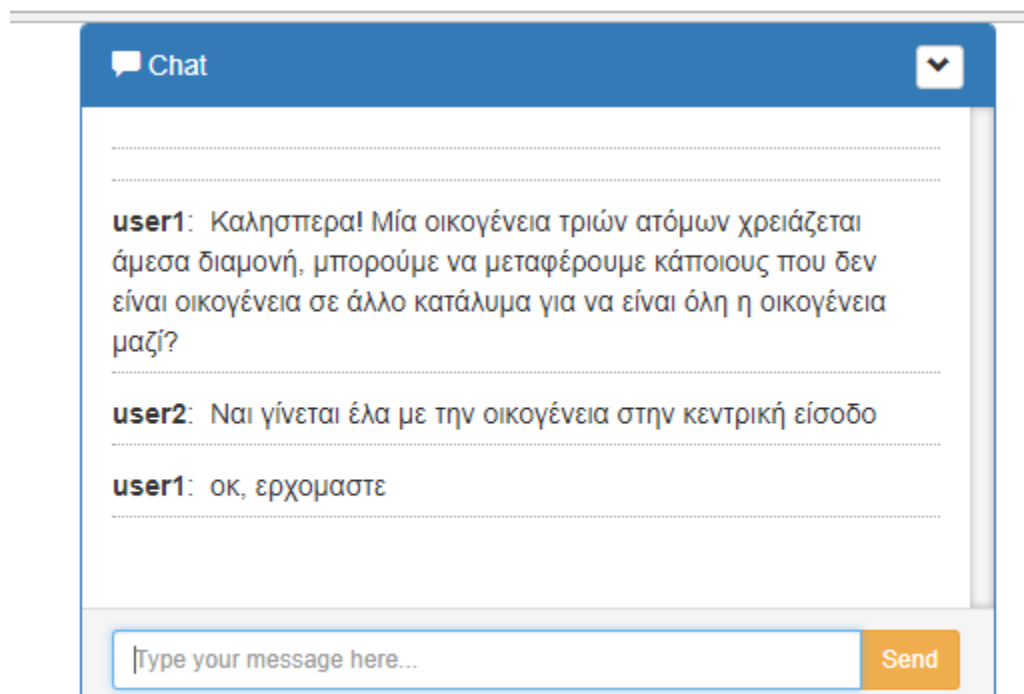 Chat
user1: Καλησπερα! Μία οικογένεια τριών ατόμων χρειάζεται
άμεσα διαμονή, μπορούμε να μεταφέρουμε κάποιους που δεν
είναι οικογένεια σε άλλο κατάλυμα για να είναι όλη η οικογένεια
μαζί?
user2: Ναι γίνεται έλα με την οικογένεια στην κεντρική είσοδο
user1: οκ, ερχομαστε
Type your message here...
Send